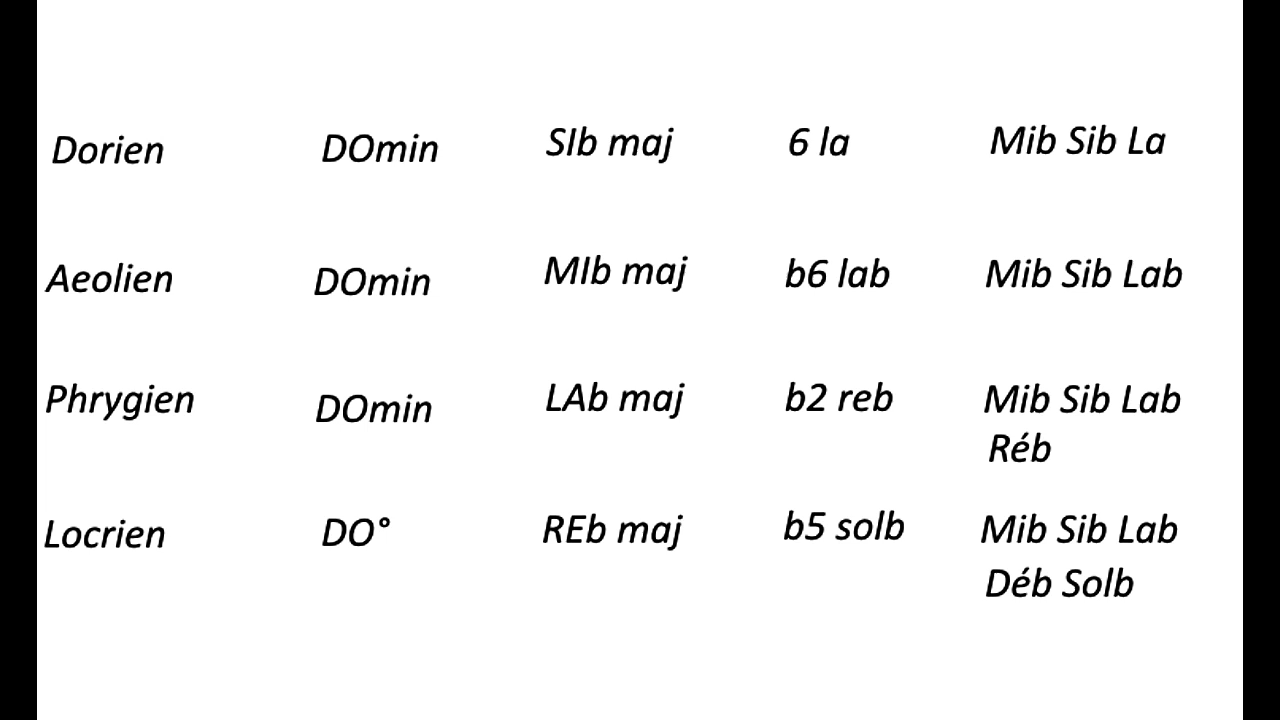 Dorien DOmin SIb maj 6 la Mib Sib La
Aeolien DOmin MIb maj b6 lab Mib Sib Lab
Phrygien DOmin LAb maj b2 reb Mib Sib Lab
Réb
Locrien DO° REb maj b5 solb Mib Sib Lab
Déb Solb